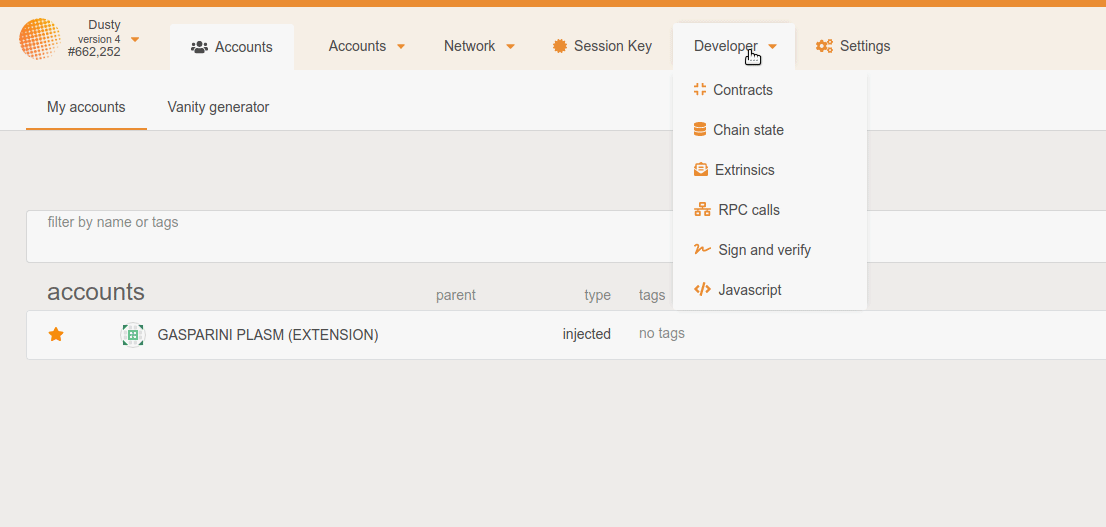 Dusty
version 4
#662,252
Accounts
Accounts
Network
Session Key
Developer
Settings
My accounts
Vanity generator
Contracts
Chain state
Extrinsics
RPC calls
Sign and verify
Javascript
filter by name or tags
accounts parent type tags
GASPARINI PLASM (EXTENSION) injected no tags